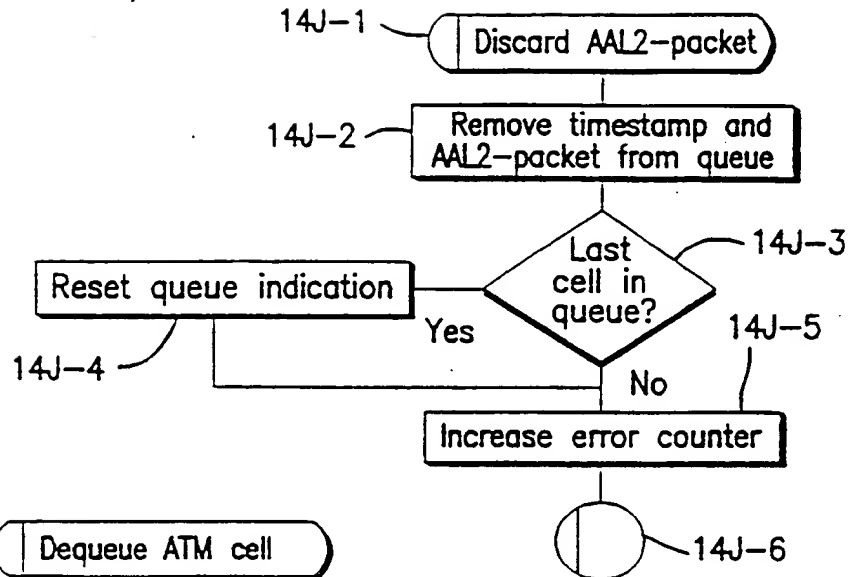 14J-1
Discard AAL2-packet
14J-2
Remove timestamp and
AAL2-packet from queue
Last
cell in
queue?
14J-3
Reset queue indication
Yes
14J-4
No
14J-5
Increase error counter
14J-6
Dequeue ATM cell